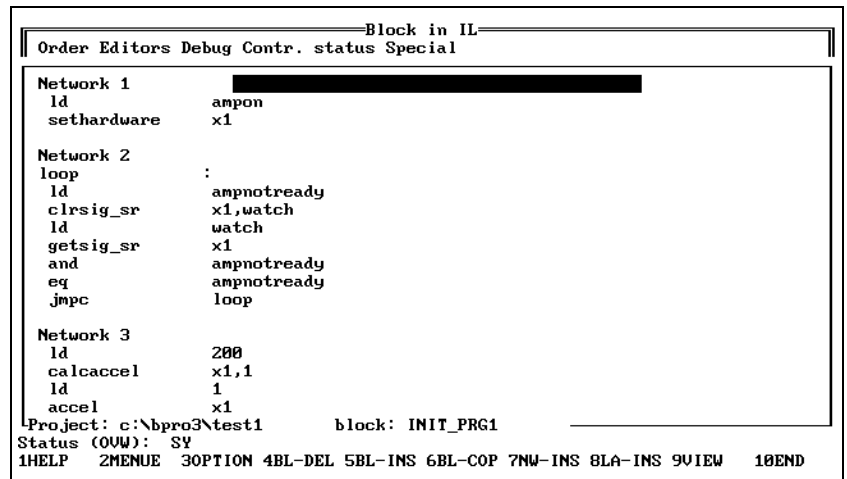 Block in IL
Order Editors Debug Contr. status Special
Network 1
ld ampon
sethardware x1
Network 2
loop :
ld ampnotready
clrsig_sr x1,watch
ld watch
getsig_sr x1
and ampnotready
eq ampnotready
jmpc loop
Network 3
ld 200
calcaccel x1,1
ld 1
accel x1
Project: c:\bpro3\test1 block: INIT_PRG1
Status (OVW): SY
1HELP 2MENUE 3OPTION 4BL-DEL 5BL-INS 6BL-COP 7NW-INS 8LA-INS 9VIEW 10END